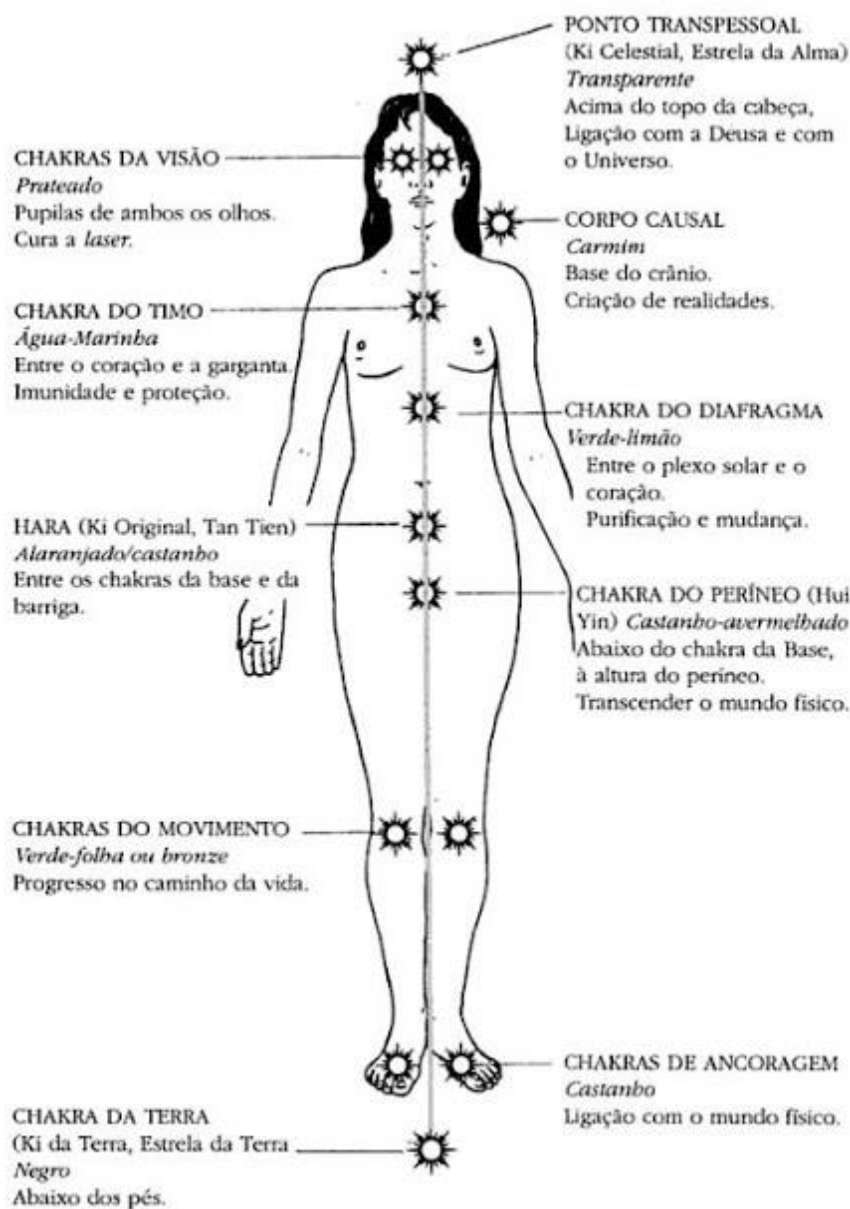 PONTO TRANSPESSOAL
(Ki Celestial, Estrela da Alma)
Transparente
Acima do topo da cabeça,
Ligação com a Deusa e com
o Universo.
CHAKRAS DA VISÃO
Prateado
Pupilas de ambos os olhos.
Cura a laser.
CORPO CAUSAL
Carmim
Base do crânio.
Criação de realidades.
CHAKRA DO TIMO
Água-Marinha
Entre o coração e a garganta.
Imunidade e proteção.
CHAKRA DO DIAFRAGMA
Verde-limão
Entre o plexo solar e o
coração.
Purificação e mudança.
HARA (Ki Original, Tan Tien)
Alaranjado/castanho
Entre os chakras da base e da
barriga.
CHAKRA DO PERÍNEO (Hui
Yin) Castanho-avermelhado
Abaixo do chakra da Base,
à altura do períneo.
Transcender o mundo físico.
CHAKRAS DO MOVIMENTO
Verde-folha ou bronze
Progresso no caminho da vida.
CHAKRAS DE ANCORAGEM
Castanho
Ligação com o mundo físico.
CHAKRA DA TERRA
(Ki da Terra, Estrela da Terra
Negro
Abaixo dos pés.